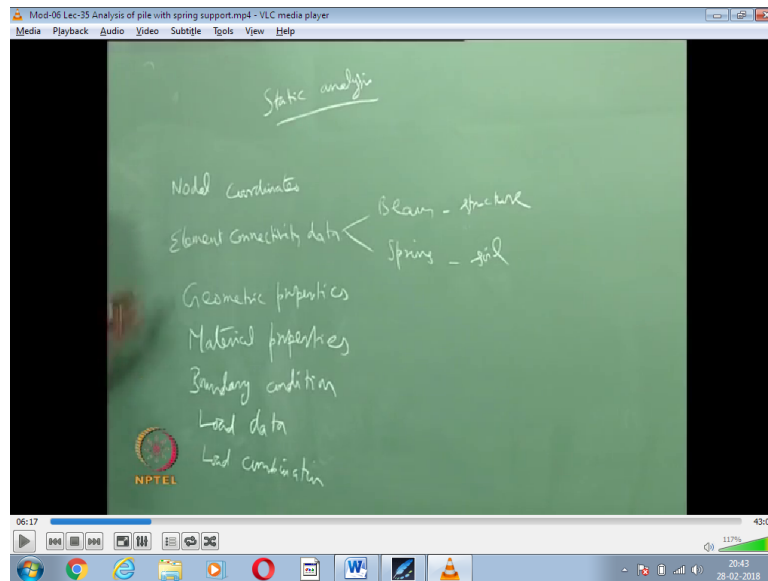 Mod-06 Lec-35 Analysis of pile with spring support.mp4 - VLC media player
Media Playback Audio Video Subtitle Tools View Help
Static analysis
Nodal Coordinates
Element Connectivity data
Beam - structure
Spring - soil
Geometric properties
Material properties
Boundary condition
Load data
Load combination
NPTEL
06:17
43:0
117%
20:43
28-02-2018